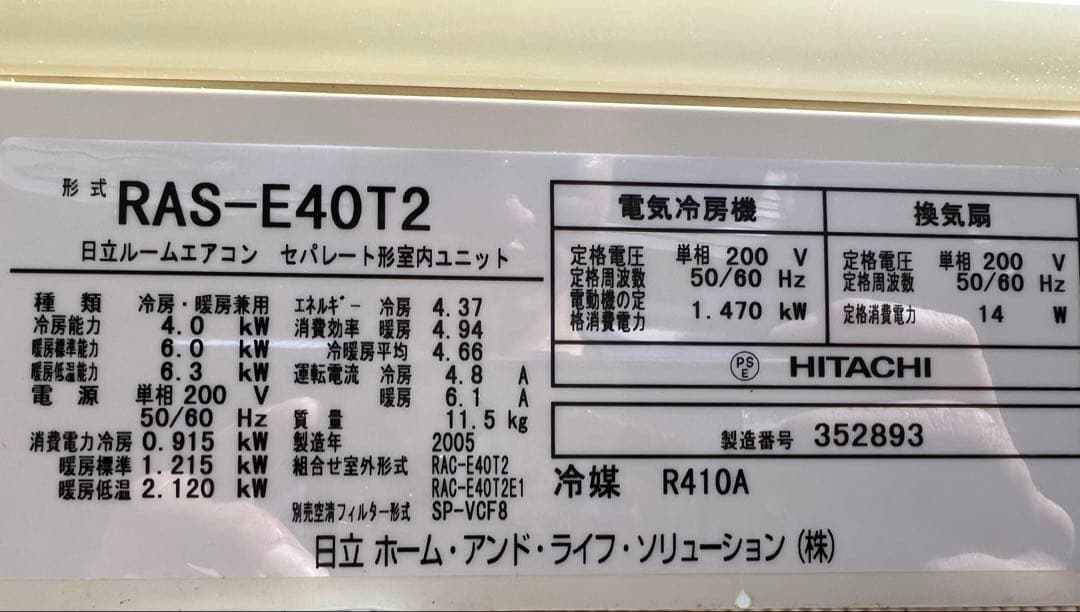 形式 RAS-E40T2
日立ルームエアコン セパレート形室内ユニット
種類 冷房・暖房兼用
冷房能力 4.0 kW
暖房標準能力 6.0 kW
暖房低温能力 6.3 kW
電源 単相 200 V
50/60 Hz
消費電力冷房 0.915 kW
暖房標準 1.215 kW
暖房低温 2.120 kW
エネルギー 冷房 4.37
消費効率 暖房 4.94
冷暖房平均 4.66
運転電流 冷房 4.8 A
暖房 6.1 A
質量 11.5 kg
製造年 2005
組合せ室外形式 RAC-E40T2
RAC-E40T2E1
別売空清フィルター形式 SP-VCF8
電気冷房機
定格電圧 単相 200 V
定格周波数 50/60 Hz
電動機の定
格消費電力 1.470 kW
換気扇
定格電圧 単相 200 V
定格周波数 50/60 Hz
定格消費電力 14 W
PS
E HITACHI
製造番号 352893
冷媒 R410A
日立 ホーム・アンド・ライフ・ソリューション (株)